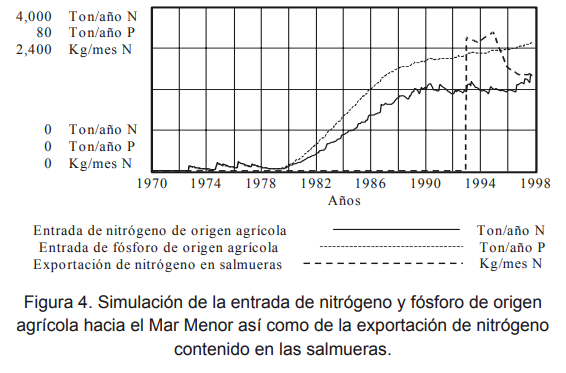 4,000 Ton/año N
80 Ton/año P
2,400 Kg/mes N
0 Ton/año N
0 Ton/año P
0 Kg/mes N
1970 1974 1978 1982 1986 1990 1994 1998
Años
Entrada de nitrógeno de origen agrícola Ton/año N
Entrada de fósforo de origen agrícola Ton/año P
Exportación de nitrógeno en salmueras Kg/mes N
Figura 4. Simulación de la entrada de nitrógeno y fósforo de origen
agrícola hacia el Mar Menor así como de la exportación de nitrógeno
contenido en las salmueras.